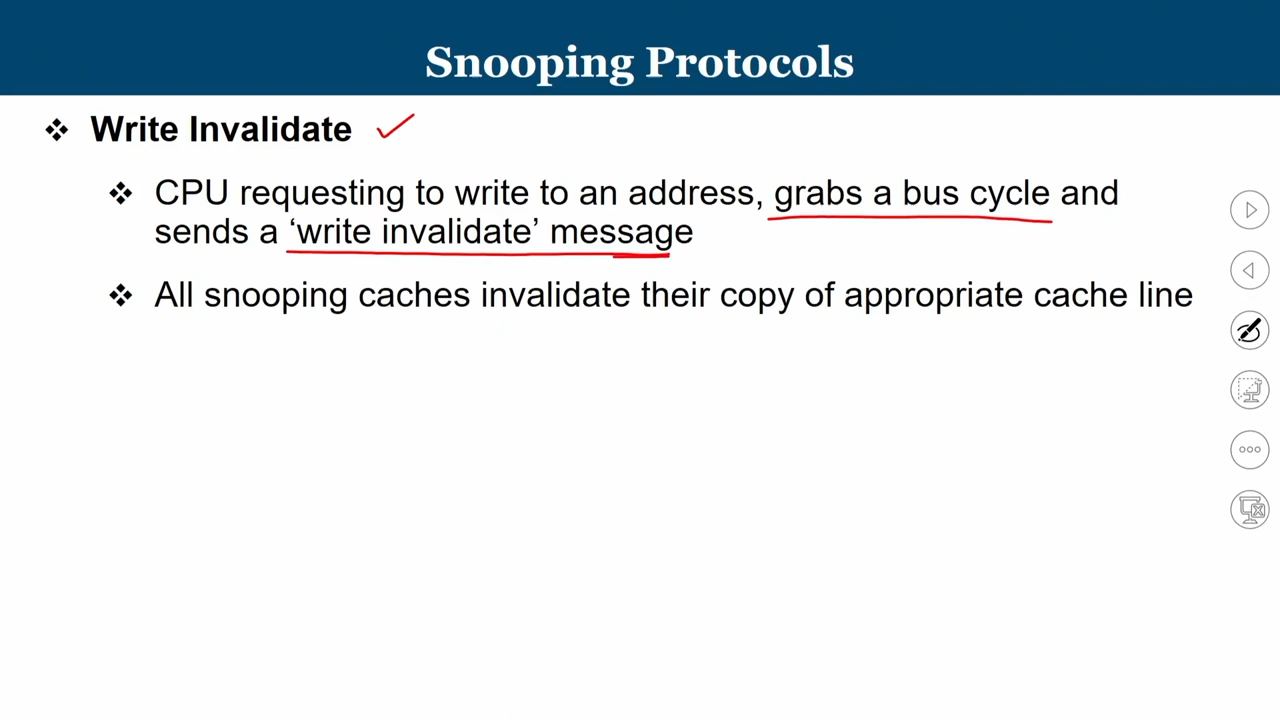 Snooping Protocols
❖ Write Invalidate
❖ CPU requesting to write to an address, grabs a bus cycle and
sends a ‘write invalidate’ message
❖ All snooping caches invalidate their copy of appropriate cache line